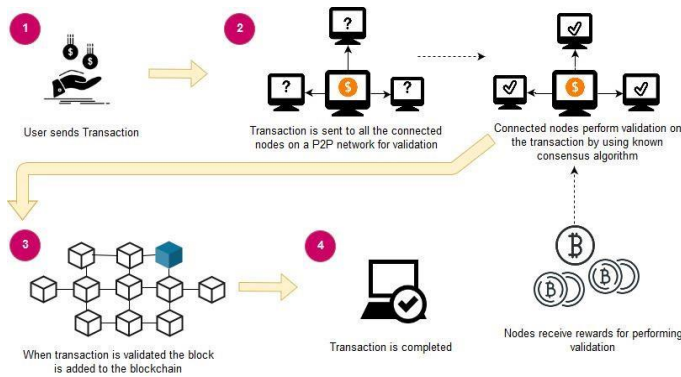 1
2
?
?
?
$
$
$
$
User sends Transaction
Transaction is sent to all the connected
nodes on a P2P network for validation
Connected nodes perform validation on
the transaction by using known
consensus algorithm
3
4
When transaction is validated the block
is added to the blockchain
Transaction is completed
₿
₿
₿
Nodes receive rewards for performing
validation